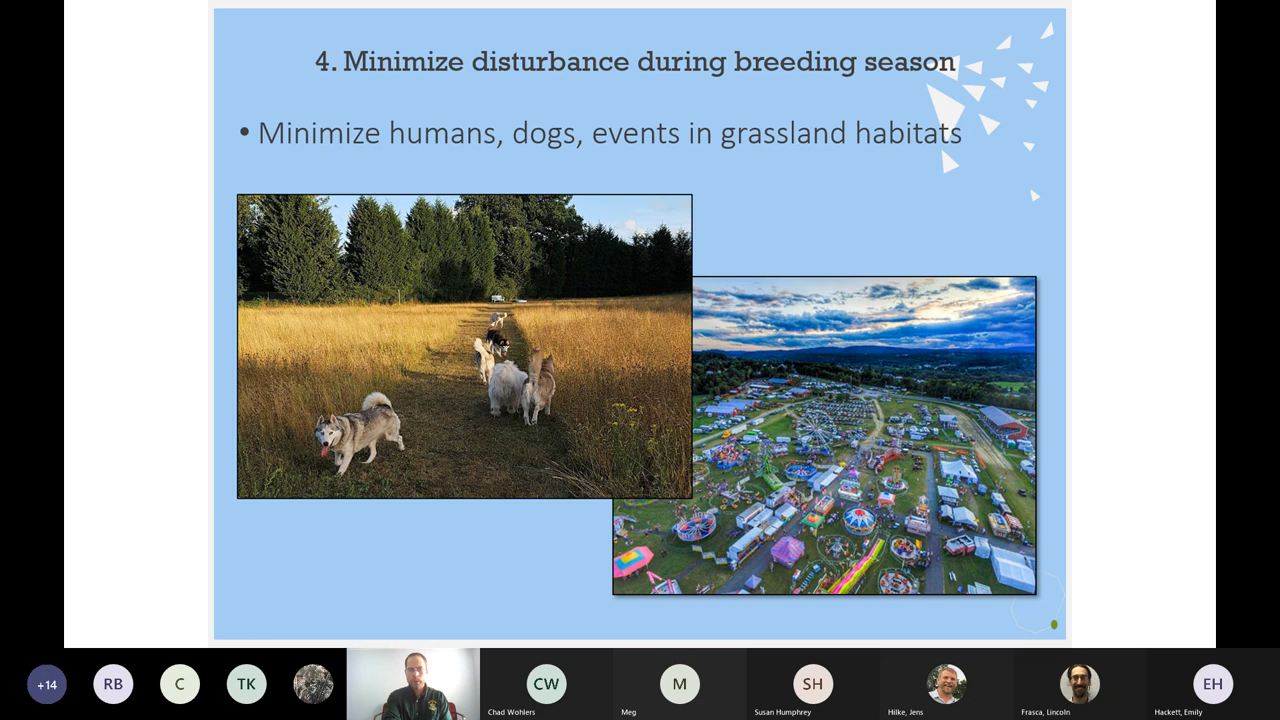 4. Minimize disturbance during breeding season
• Minimize humans, dogs, events in grassland habitats
+14
RB
C
TK
CW
M
SH
EH
Chad Wohlers
Meg
Susan Humphrey
Hilke, Jens
Frasca, Lincoln
Hackett, Emily